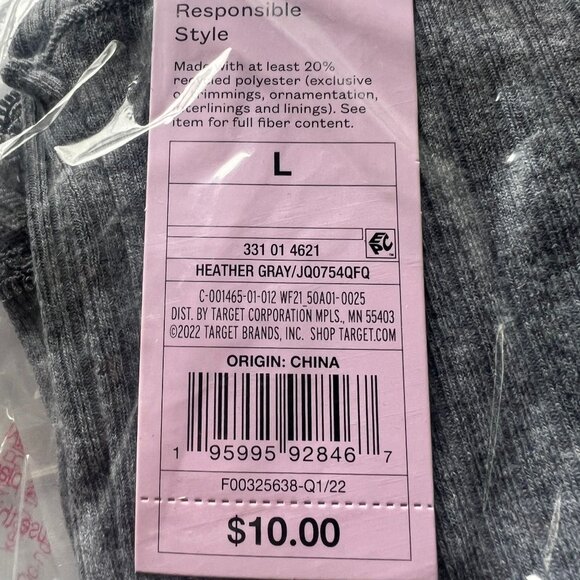 Responsible
Style
Made with at least 20%
recycled polyester (exclusive
of trimmings, ornamentation,
interlinings and linings). See
item for full fiber content.
L
EPC
TM
331 01 4621
HEATHER GRAY/JQ0754QFQ
C-001465-01-012 WF21_50A01-0025
DIST. BY TARGET CORPORATION MPLS., MN 55403
©2022 TARGET BRANDS, INC. SHOP TARGET.COM
ORIGIN: CHINA
1 95995 92846 7
F00325638-Q1/22
$10.00